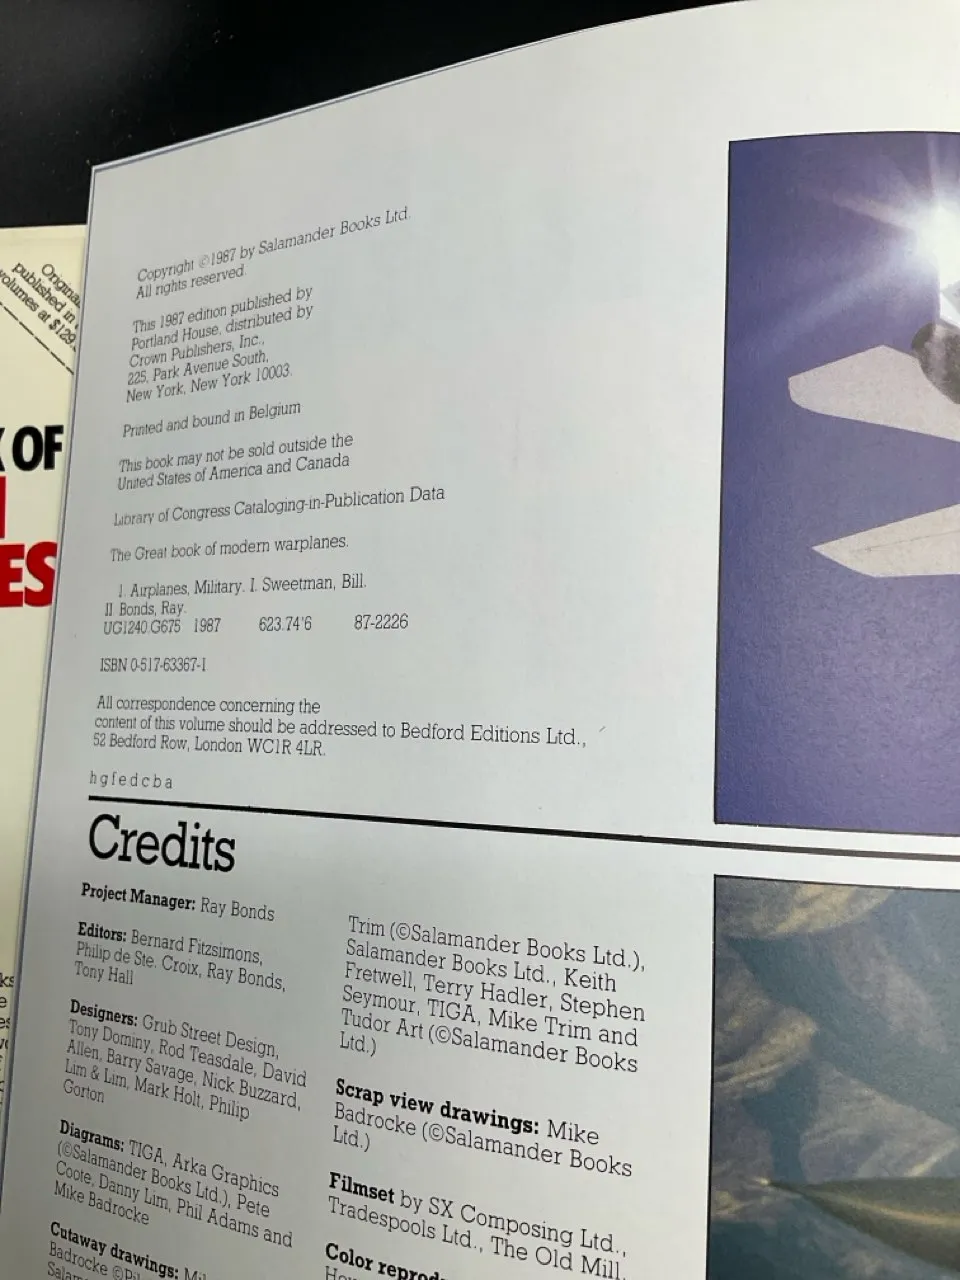 Copyright ©1987 by Salamander Books Ltd.
All rights reserved.
This 1987 edition published by
Portland House, distributed by
Crown Publishers, Inc.,
225, Park Avenue South,
New York, New York 10003.
Printed and bound in Belgium
This book may not be sold outside the
United States of America and Canada
Library of Congress Cataloging-in-Publication Data
The Great book of modern warplanes.
1. Airplanes, Military. I. Sweetman, Bill.
II Bonds, Ray.
UG1240.G675 1987 623.74'6 87-2226
ISBN 0-517-63367-1
All correspondence concerning the
content of this volume should be addressed to Bedford Editions Ltd.,
52 Bedford Row, London WC1R 4LR.
h g f e d c b a
Credits
Project Manager: Ray Bonds
Editors: Bernard Fitzsimons,
Philip de Ste. Croix, Ray Bonds,
Tony Hall
Designers: Grub Street Design,
Tony Dominy, Rod Teasdale, David
Allen, Barry Savage, Nick Buzzard,
Lim & Lim, Mark Holt, Philip
Gorton
Diagrams: TIGA, Arka Graphics
(©Salamander Books Ltd.), Pete
Coote, Danny Lim, Phil Adams and
Mike Badrocke
Cutaway drawings:
Badrocke
Trim (©Salamander Books Ltd.),
Salamander Books Ltd., Keith
Fretwell, Terry Hadler, Stephen
Seymour, TIGA, Mike Trim and
Tudor Art (©Salamander Books
Ltd.)
Scrap view drawings: Mike
Badrocke (©Salamander Books
Ltd.)
Filmset by SX Composing Ltd.,
Tradespools Ltd., The Old Mill,
Color
published in
volumes at $129.
OF